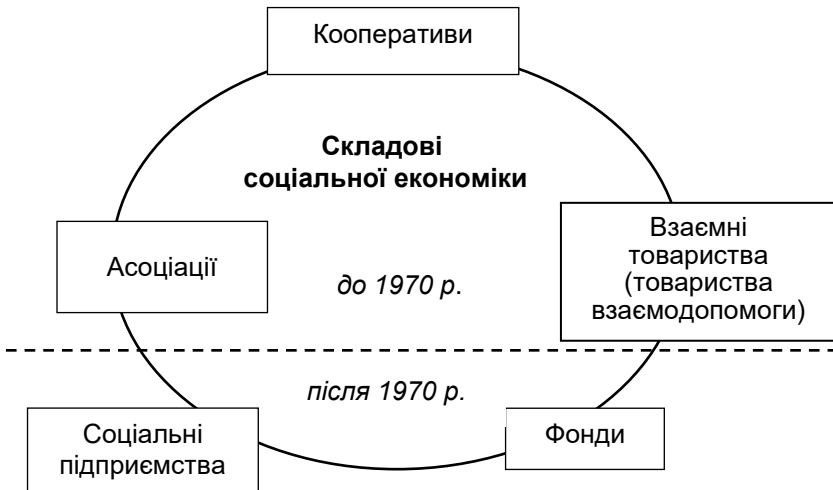 Кооперативи
Складові
соціальної економіки
Асоціації
Взаємні
товариства
(товариства
взаємодопомоги)
до 1970 р.
після 1970 р.
Соціальні
підприємства
Фонди